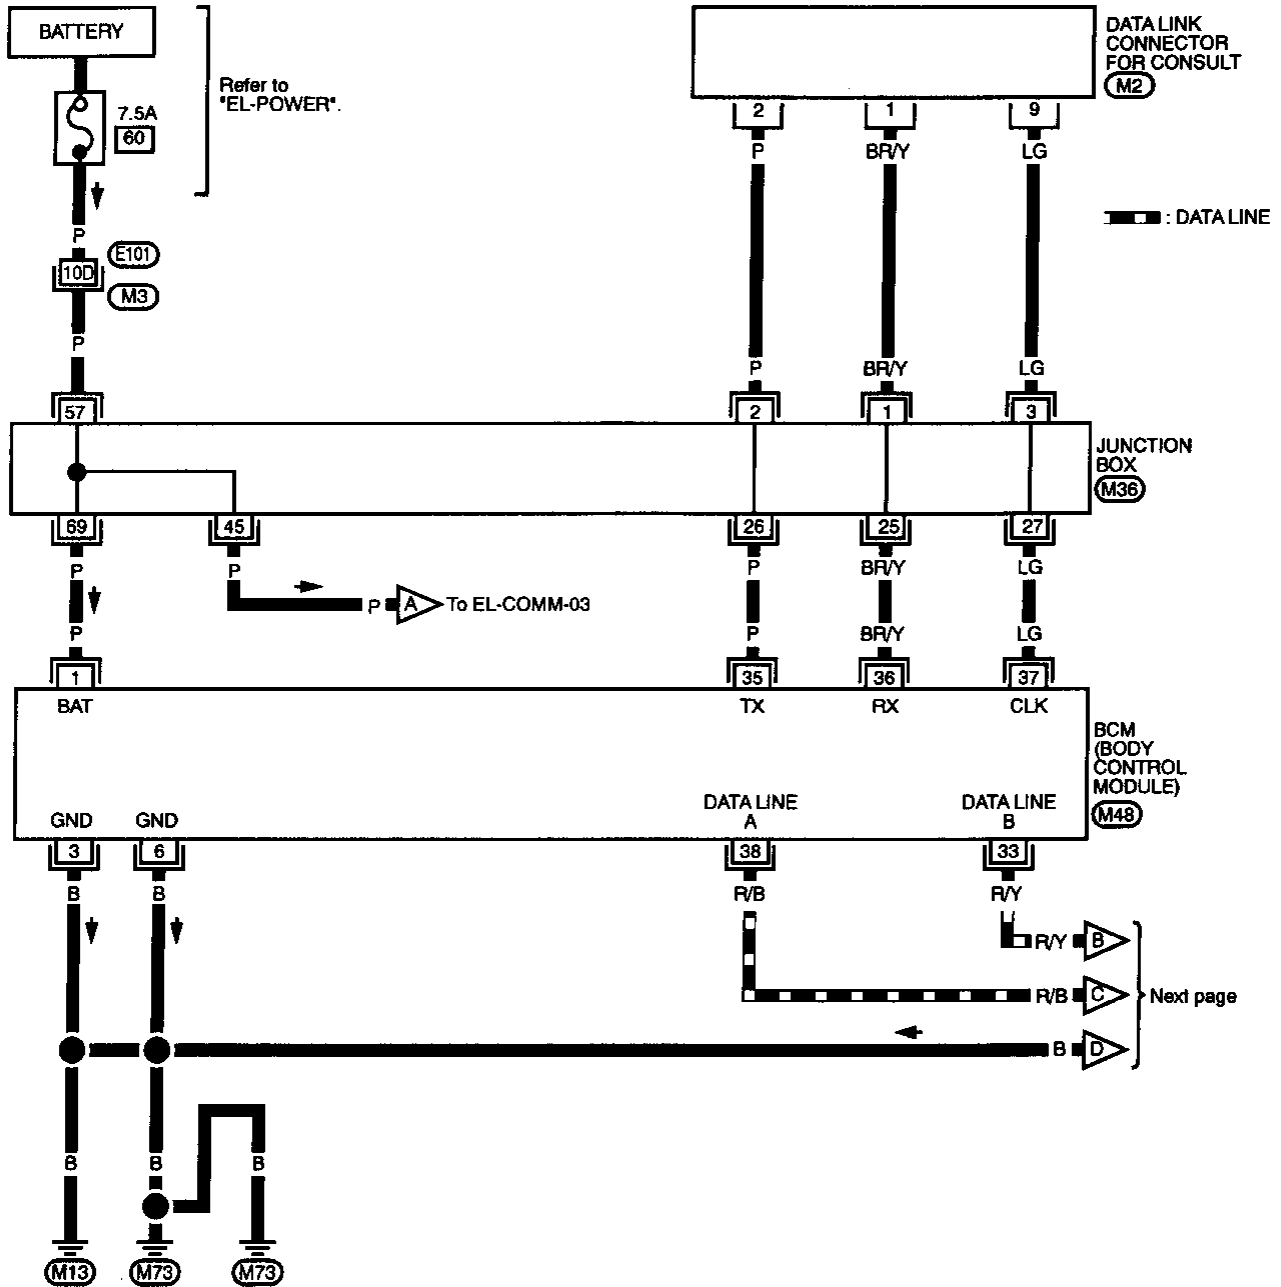 BATTERY
Refer to
"EL-POWER".
7.5A
60
P
E101
10D
M3
P
57
DATA LINK
CONNECTOR
FOR CONSULT
M2
2 1 9
P BR/Y LG
: DATA LINE
P BR/Y LG
2 1 3
JUNCTION
BOX
M36
69 45 26 25 27
P P P BR/Y LG
P A To EL-COMM-03
P P BR/Y LG
1 35 36 37
BAT TX RX CLK
BCM
(BODY
CONTROL
MODULE)
M48
DATA LINE
A
DATA LINE
B
GND GND
3 6 38 33
B B R/B R/Y
R/Y B
R/B C
Next page
B D
B B B
M13 M73 M73